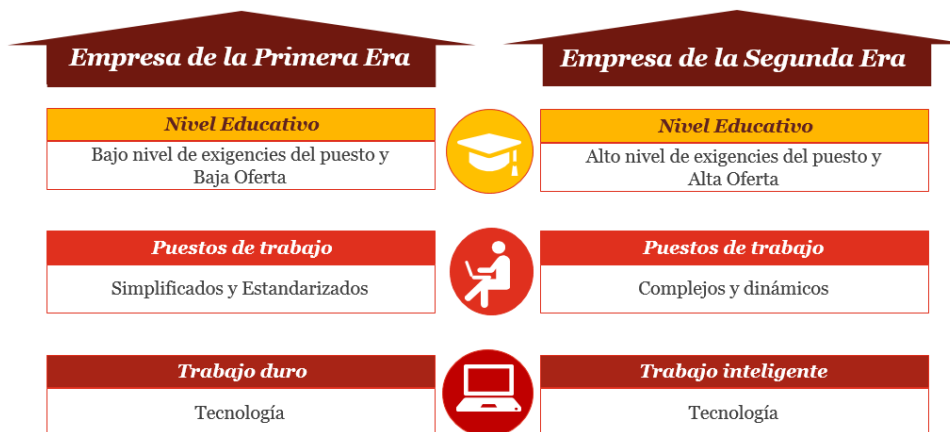 Empresa de la Primera Era
Nivel Educativo
Bajo nivel de exigencies del puesto y
Baja Oferta
Puestos de trabajo
Simplificados y Estandarizados
Trabajo duro
Tecnología
Empresa de la Segunda Era
Nivel Educativo
Alto nivel de exigencies del puesto y
Alta Oferta
Puestos de trabajo
Complejos y dinámicos
Trabajo inteligente
Tecnología